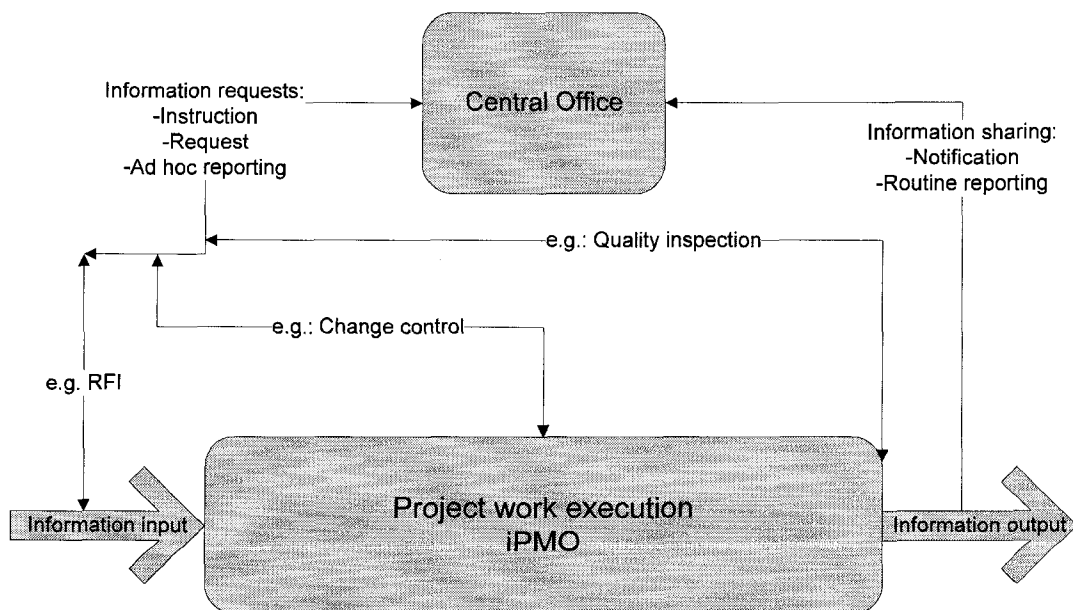 Central Office
Information requests:
-Instruction
-Request
-Ad hoc reporting
Information sharing:
-Notification
-Routine reporting
e.g.: Quality inspection
e.g.: Change control
e.g. RFI
Information input
Project work execution
iPMO
Information output